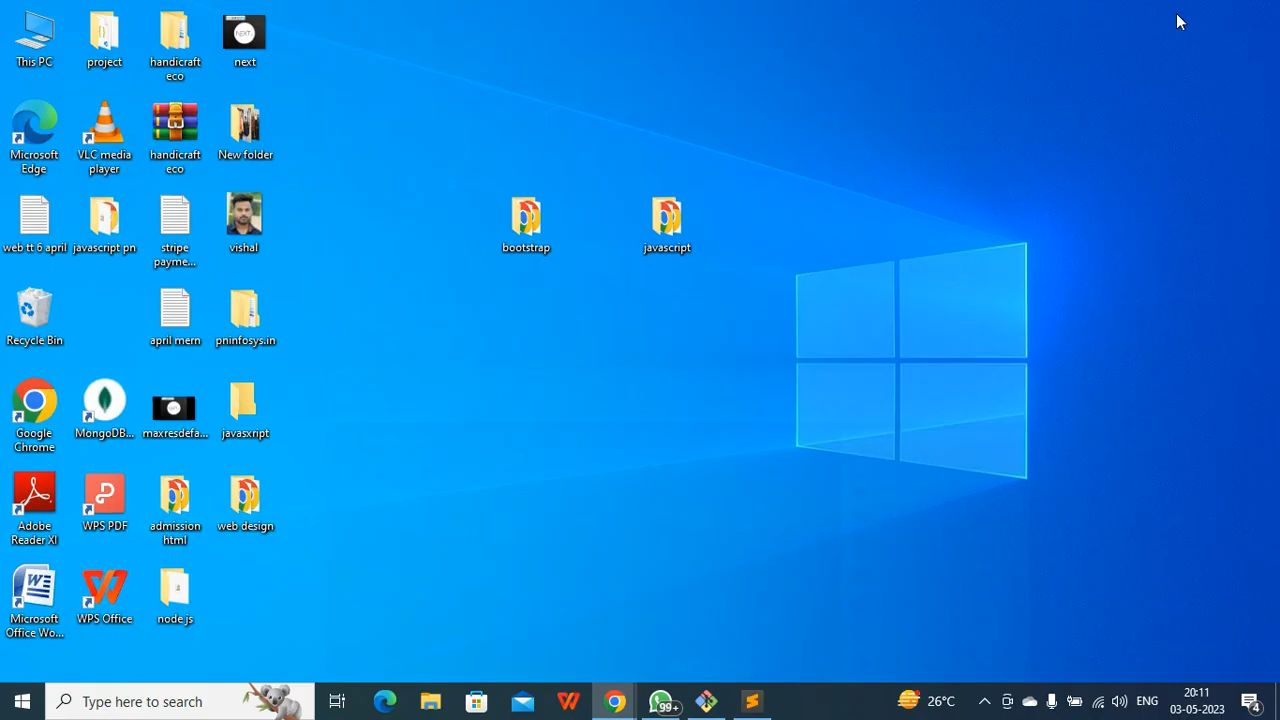 This PC
project
handicraft
eco
next
Microsoft
Edge
VLC media
player
handicraft
eco
New folder
web tt 6 april
javascript pn
stripe
payme...
vishal
bootstrap
javascript
Recycle Bin
april mern
pninfosys.in
Google
Chrome
MongoDB...
maxresdefa...
javasxript
Adobe
Reader XI
WPS PDF
admission
html
web design
Microsoft
Office Wo...
WPS Office
node js
Type here to search
99+
26°C
ENG
20:11
03-05-2023
4